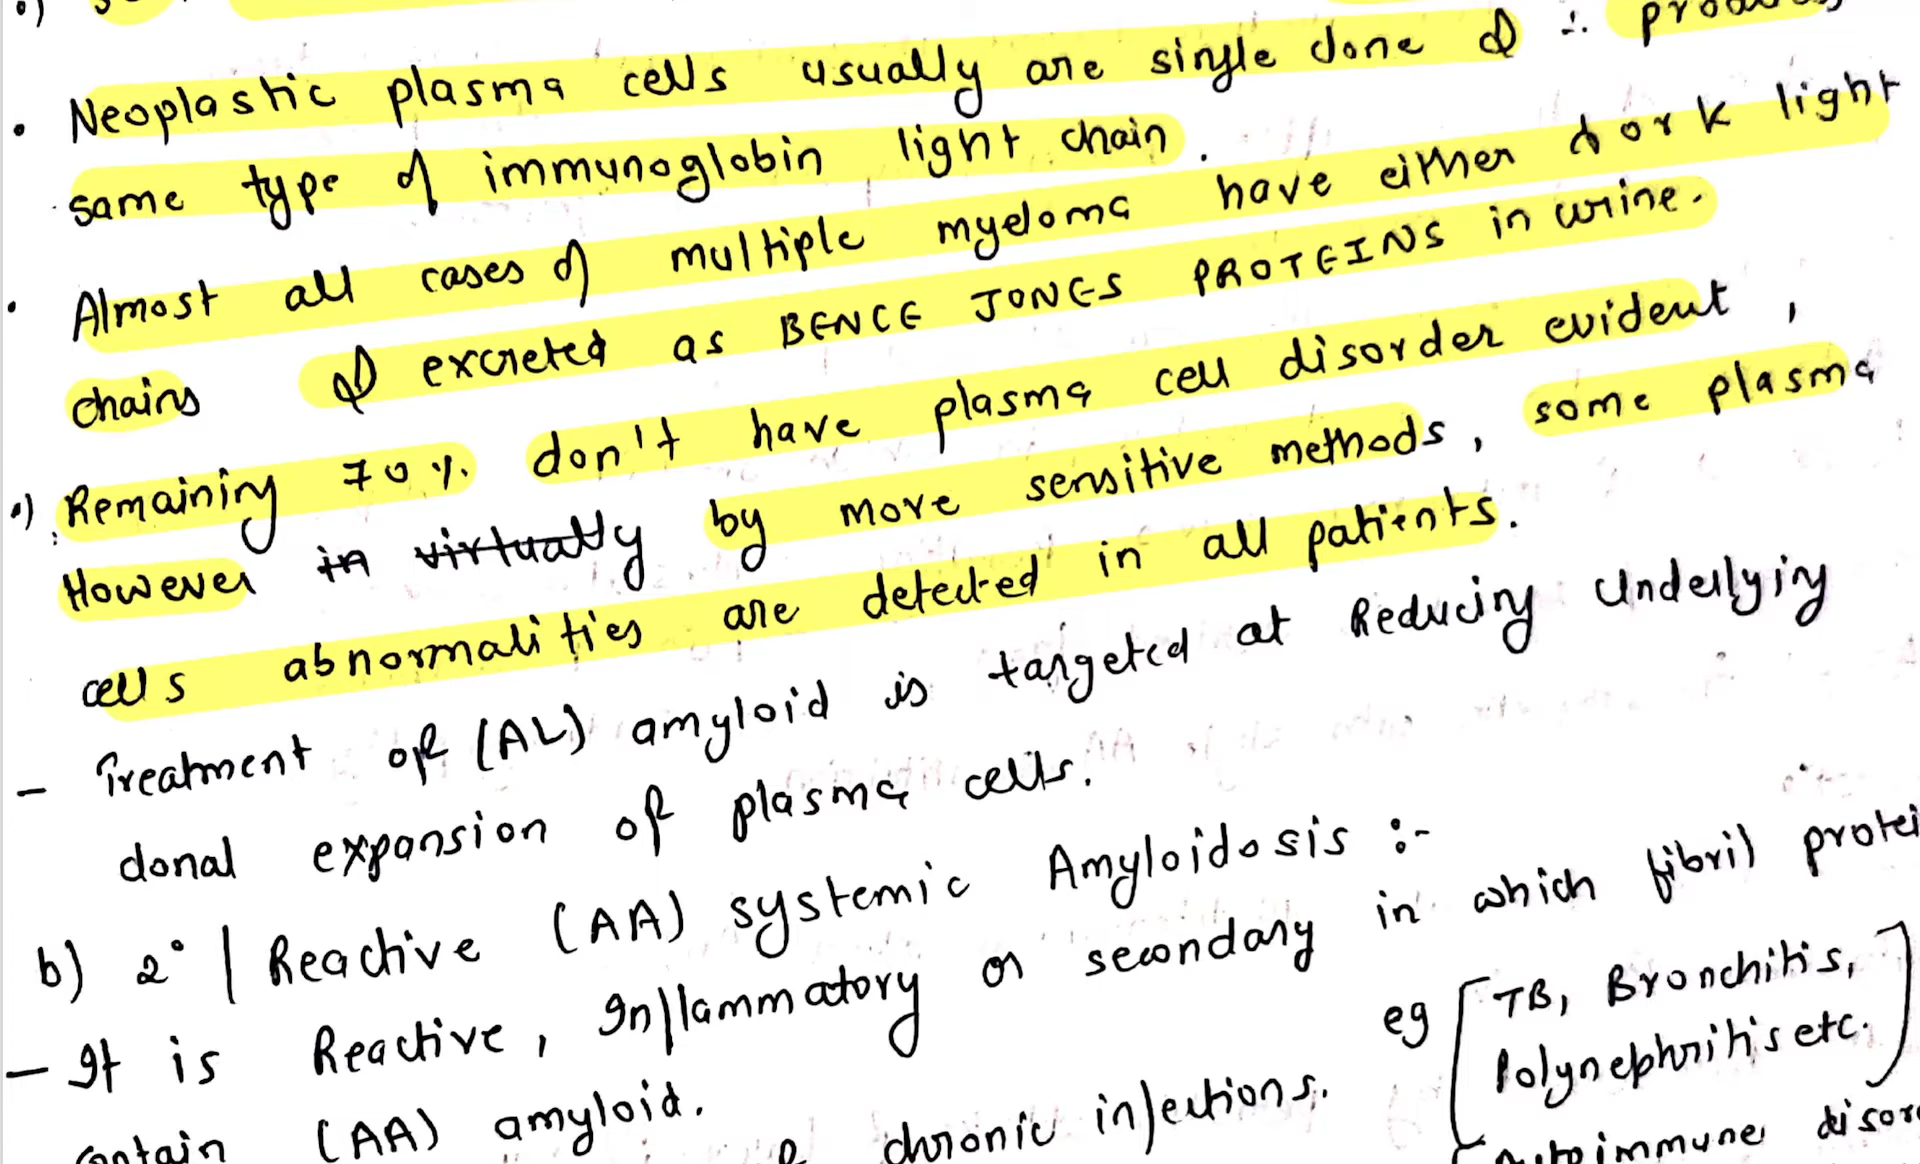 • Neoplastic plasma cells usually are single clone & ∴
same type of immunoglobin light chain.
• Almost all cases of multiple myeloma have either λ or k light
chains & excreted as BENCE JONES PROTEINS in urine.
•) Remaining 70 %. don't have plasma cell disorder evident,
However in virtually by more sensitive methods, some plasma
cells abnormalities are detected in all patients.
- Treatment of (AL) amyloid is targeted at Reducing Underlying
clonal expansion of plasma cells.
b) 2° | Reactive (AA) systemic Amyloidosis :-
- It is Reactive, Inflammatory or secondary in which fibril protei
contain (AA) amyloid.
eg [TB, Bronchitis,
Polynephritis etc.]
chronic infections.
Autoimmune disor